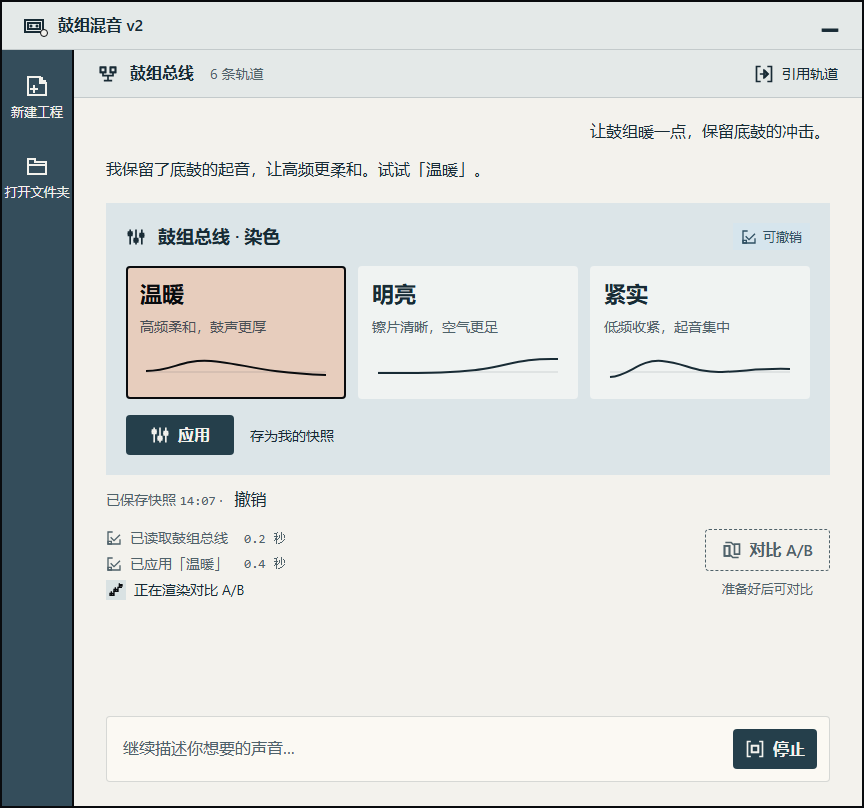 鼓组混音 v2
新建工程
打开文件夹
鼓组总线 6 条轨道
引用轨道
让鼓组暖一点，保留底鼓的冲击。
我保留了底鼓的起音，让高频更柔和。试试「温暖」。
鼓组总线 · 染色
可撤销
温暖
高频柔和，鼓声更厚
明亮
镲片清晰，空气更足
紧实
低频收紧，起音集中
应用
存为我的快照
已保存快照 14:07 · 撤销
已读取鼓组总线 0.2 秒
已应用「温暖」 0.4 秒
正在渲染对比 A/B
对比 A/B
准备好后可对比
继续描述你想要的声音...
停止